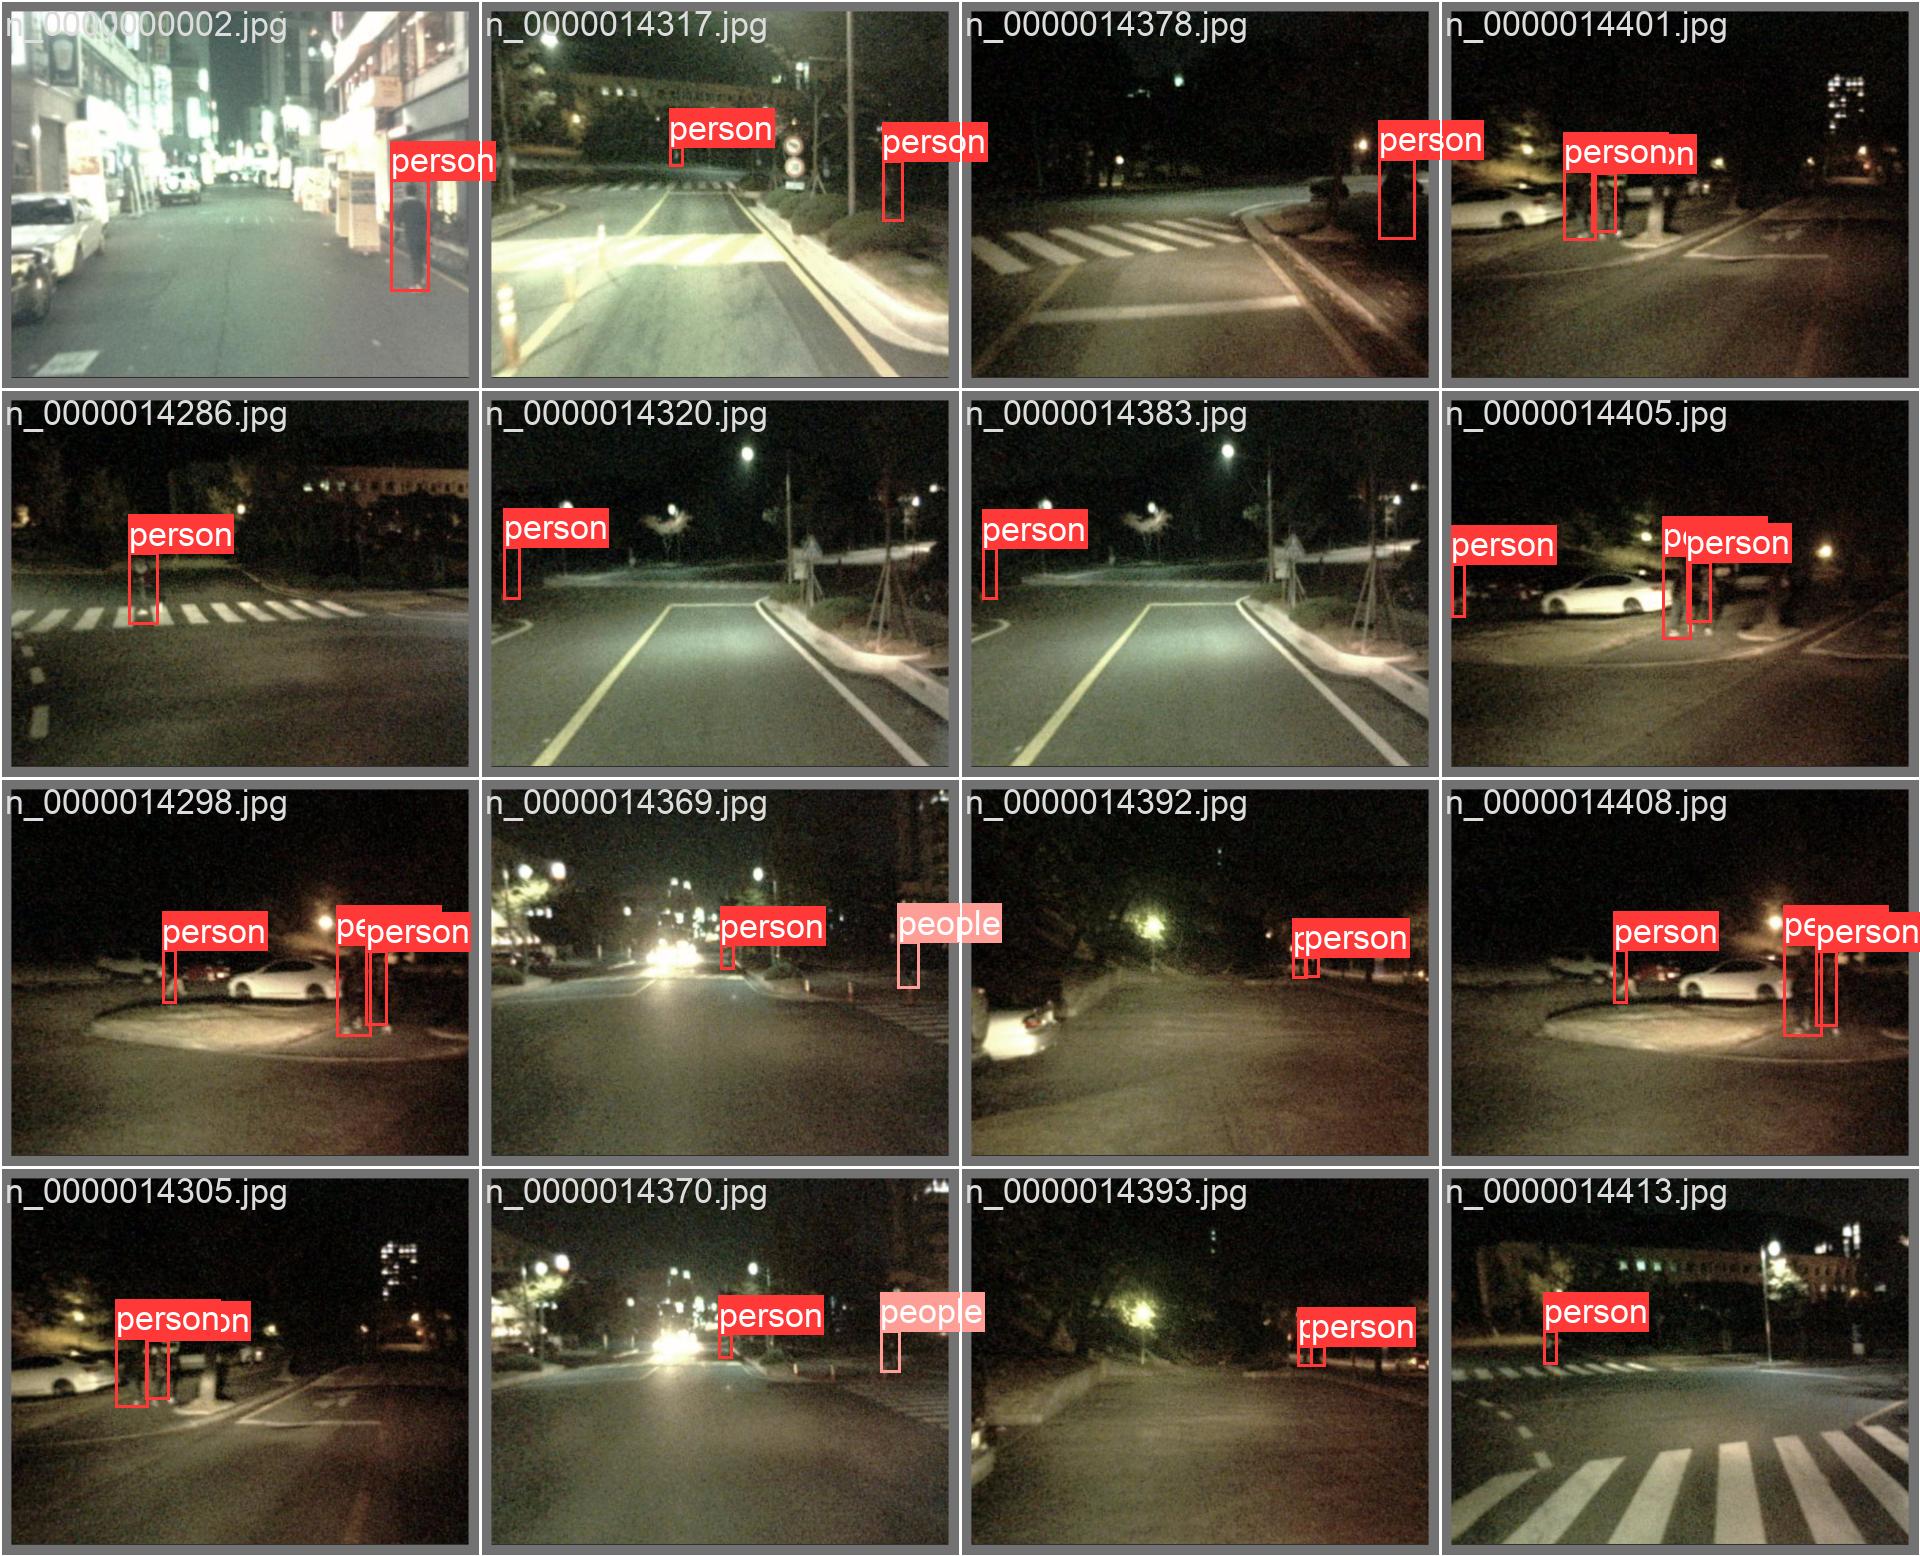 n_0000000002.jpg
n_0000014317.jpg
n_0000014378.jpg
n_0000014401.jpg
person
person
person
person
person
n_0000014286.jpg
n_0000014320.jpg
n_0000014383.jpg
n_0000014405.jpg
person
person
person
person
person
n_0000014298.jpg
n_0000014369.jpg
n_0000014392.jpg
n_0000014408.jpg
person
person
person
people
person
person
person
n_0000014305.jpg
n_0000014370.jpg
n_0000014393.jpg
n_0000014413.jpg
person
person
people
person
person